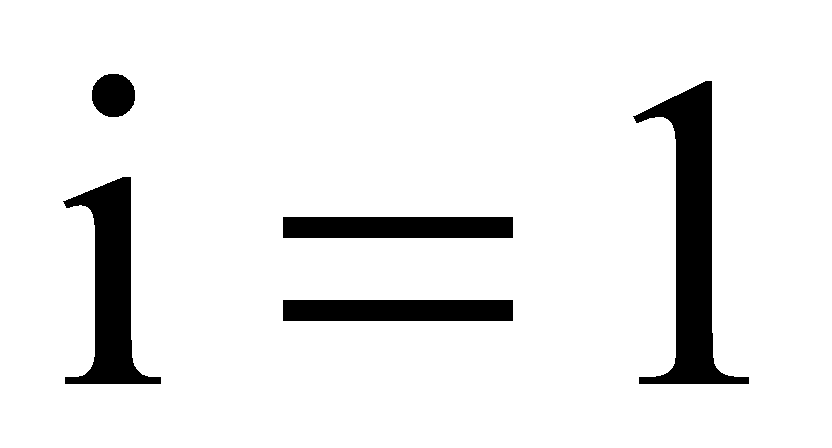 i = 1